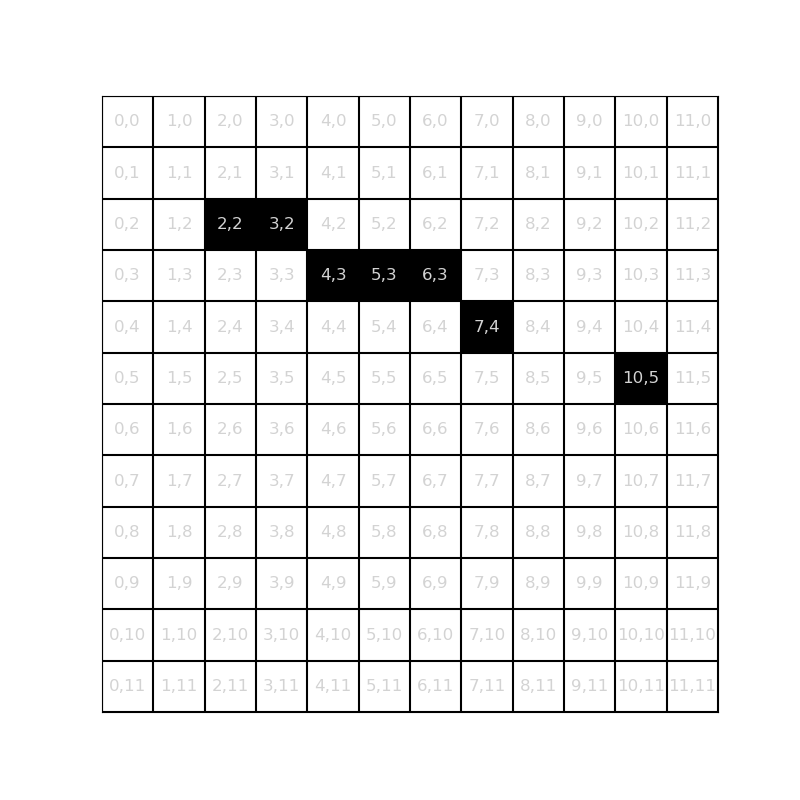 0,0 1,0 2,0 3,0 4,0 5,0 6,0 7,0 8,0 9,0 10,0 11,0
0,1 1,1 2,1 3,1 4,1 5,1 6,1 7,1 8,1 9,1 10,1 11,1
0,2 1,2 2,2 3,2 4,2 5,2 6,2 7,2 8,2 9,2 10,2 11,2
0,3 1,3 2,3 3,3 4,3 5,3 6,3 7,3 8,3 9,3 10,3 11,3
0,4 1,4 2,4 3,4 4,4 5,4 6,4 7,4 8,4 9,4 10,4 11,4
0,5 1,5 2,5 3,5 4,5 5,5 6,5 7,5 8,5 9,5 10,5 11,5
0,6 1,6 2,6 3,6 4,6 5,6 6,6 7,6 8,6 9,6 10,6 11,6
0,7 1,7 2,7 3,7 4,7 5,7 6,7 7,7 8,7 9,7 10,7 11,7
0,8 1,8 2,8 3,8 4,8 5,8 6,8 7,8 8,8 9,8 10,8 11,8
0,9 1,9 2,9 3,9 4,9 5,9 6,9 7,9 8,9 9,9 10,9 11,9
0,10 1,10 2,10 3,10 4,10 5,10 6,10 7,10 8,10 9,10 10,10 11,10
0,11 1,11 2,11 3,11 4,11 5,11 6,11 7,11 8,11 9,11 10,11 11,11